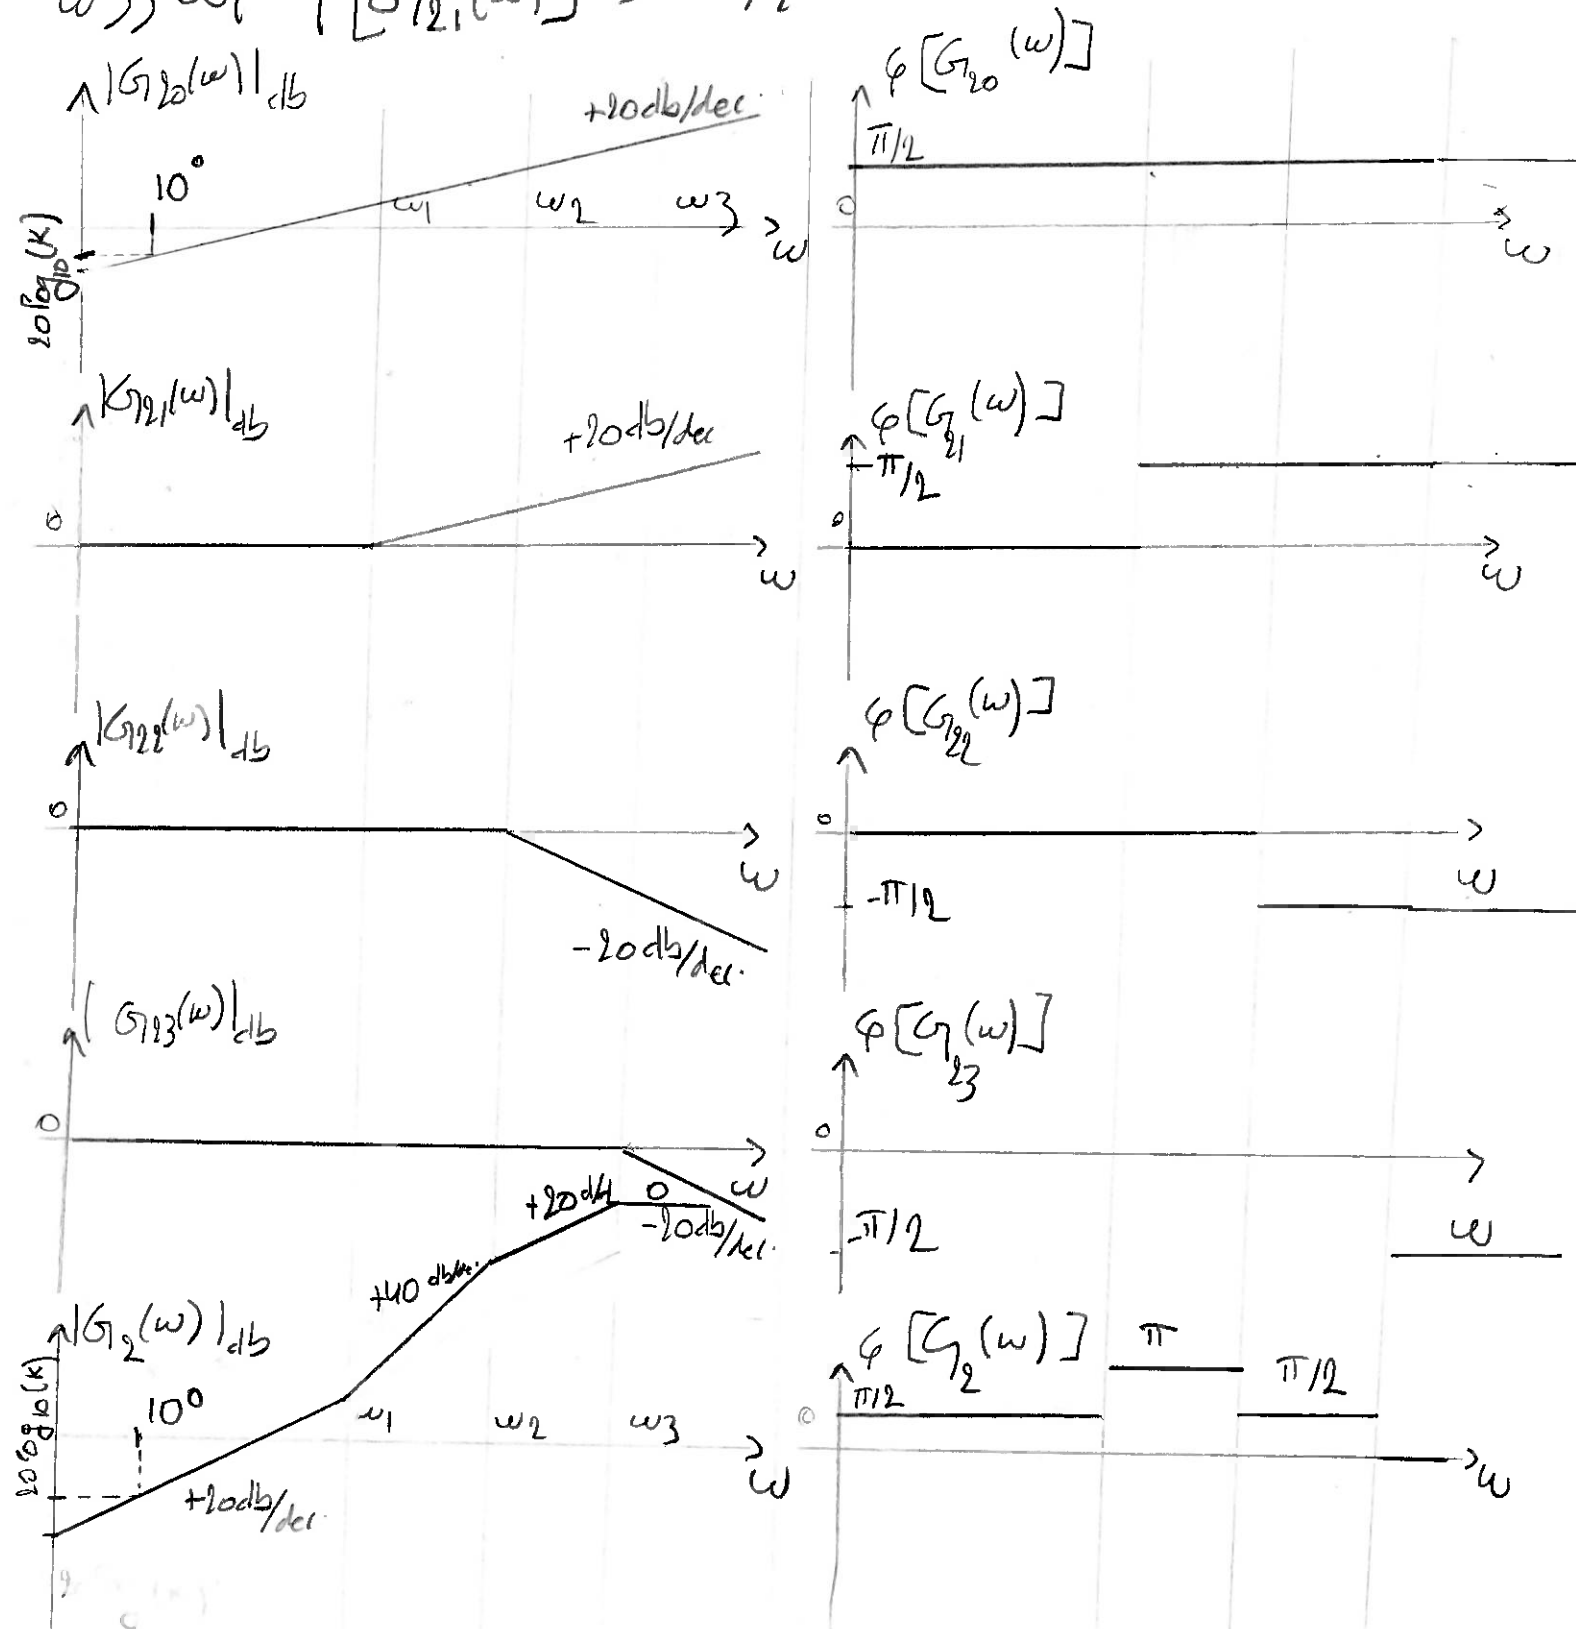 ω>>ω1 φ[G21(ω)]
|G20(ω)|db
+20db/dec.
10°
20log10(K)
ω1 ω2 ω3
ω
φ[G20(ω)]
π/2
0
ω
|G21(ω)|db
+20db/dec
0
ω
φ[G21(ω)]
π/2
0
ω
|G22(ω)|db
0
ω
-20db/dec.
φ[G22(ω)]
0
-π/2
ω
|G23(ω)|db
0
ω
-20db/dec.
φ[G23(ω)]
0
-π/2
ω
|G2(ω)|db
20log10(K)
10°
+20db/dec.
+40 db/dec.
+20db/d
0
ω1 ω2 ω3
ω
φ[G2(ω)]
π/2
π
π/2
0
ω